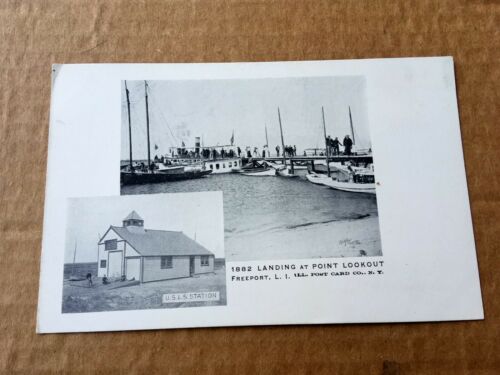 1882 LANDING AT POINT LOOKOUT
FREEPORT, L. I. ILL. POST CARD CO., N. Y.
U.S.L.S. STATION